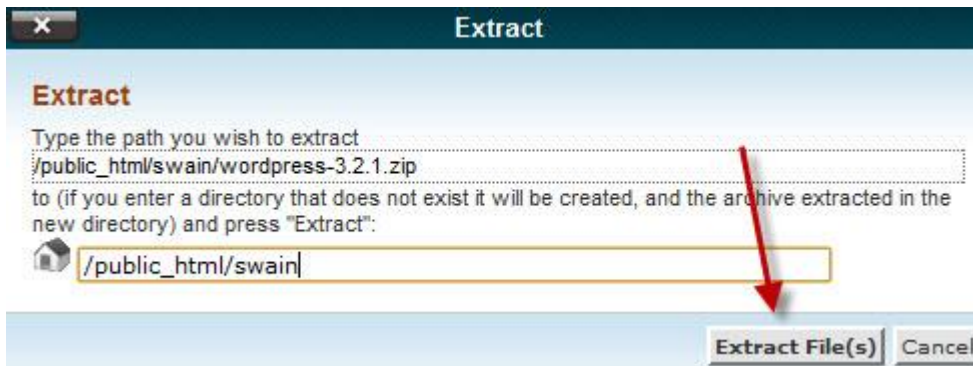 Extract
Extract
Type the path you wish to extract
/public_html/swain/wordpress-3.2.1.zip
to (if you enter a directory that does not exist it will be created, and the archive extracted in the
new directory) and press "Extract":
/public_html/swain
Extract File(s) Cancel